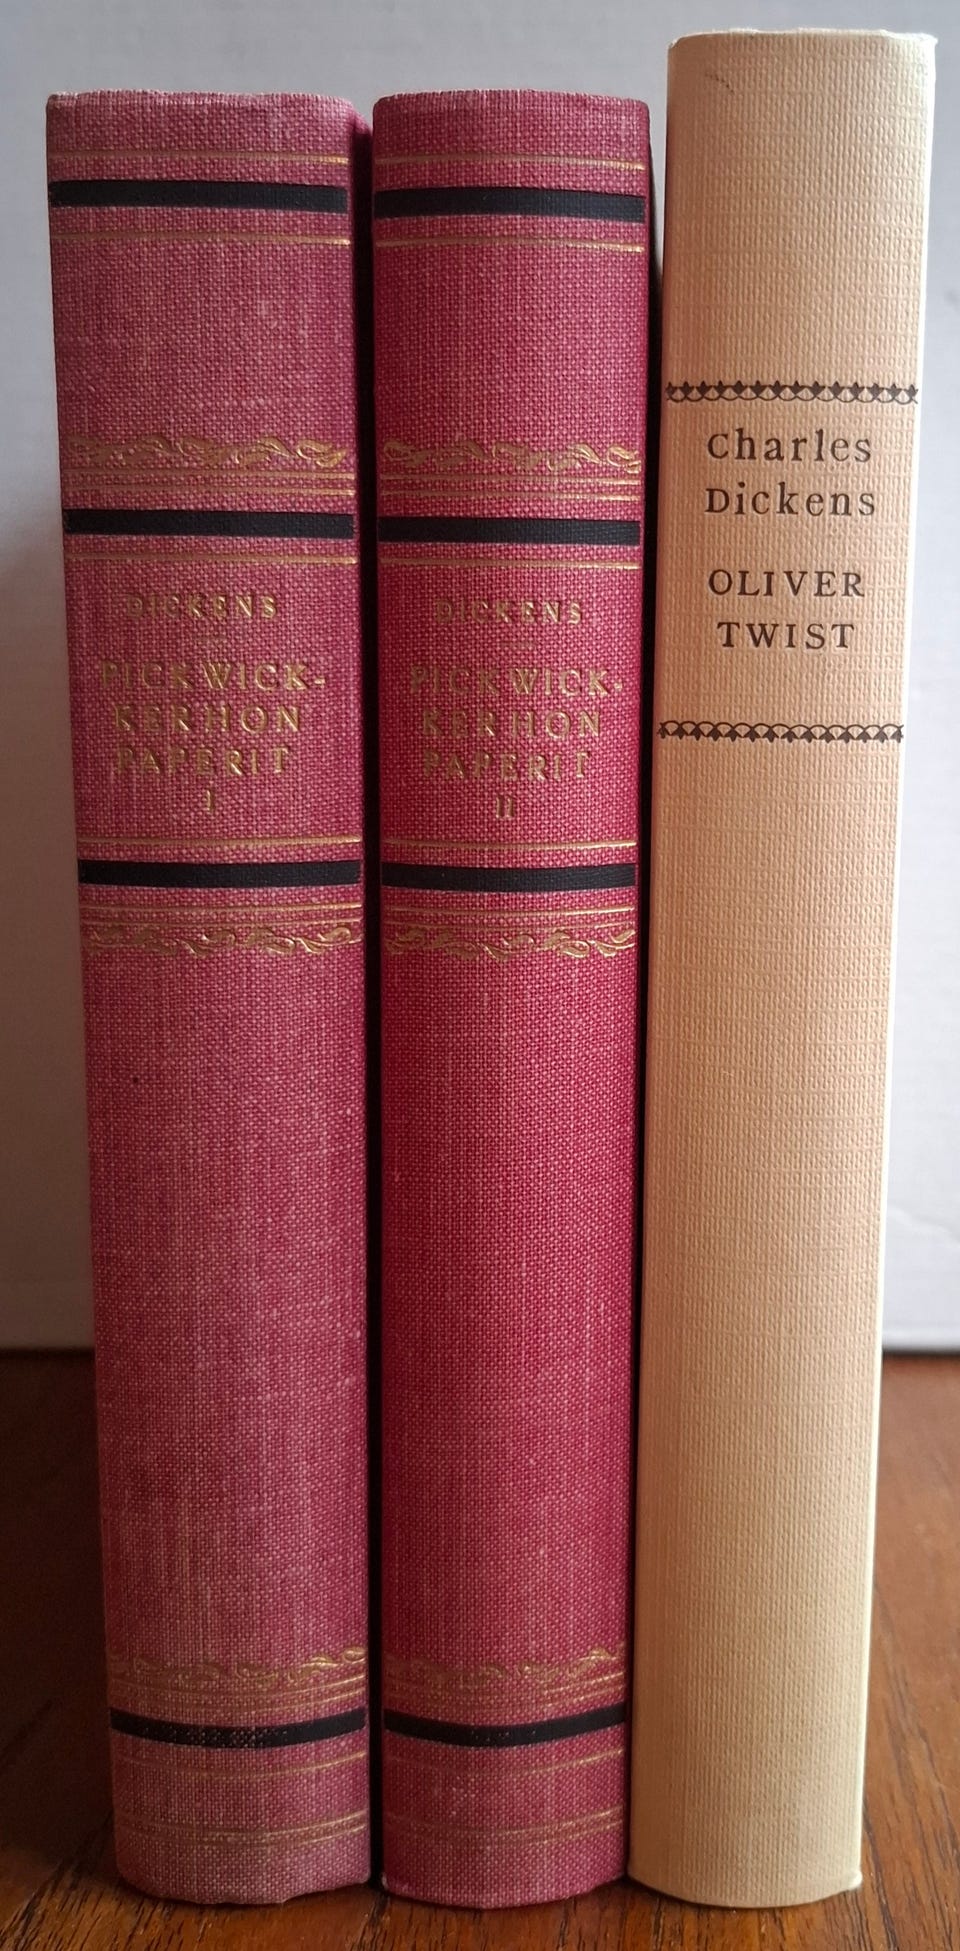 DICKENS
PICKWICK-
KERHON
PAPERIT
I
DICKENS
PICKWICK-
KERHON
PAPERIT
II
Charles
Dickens
OLIVER
TWIST